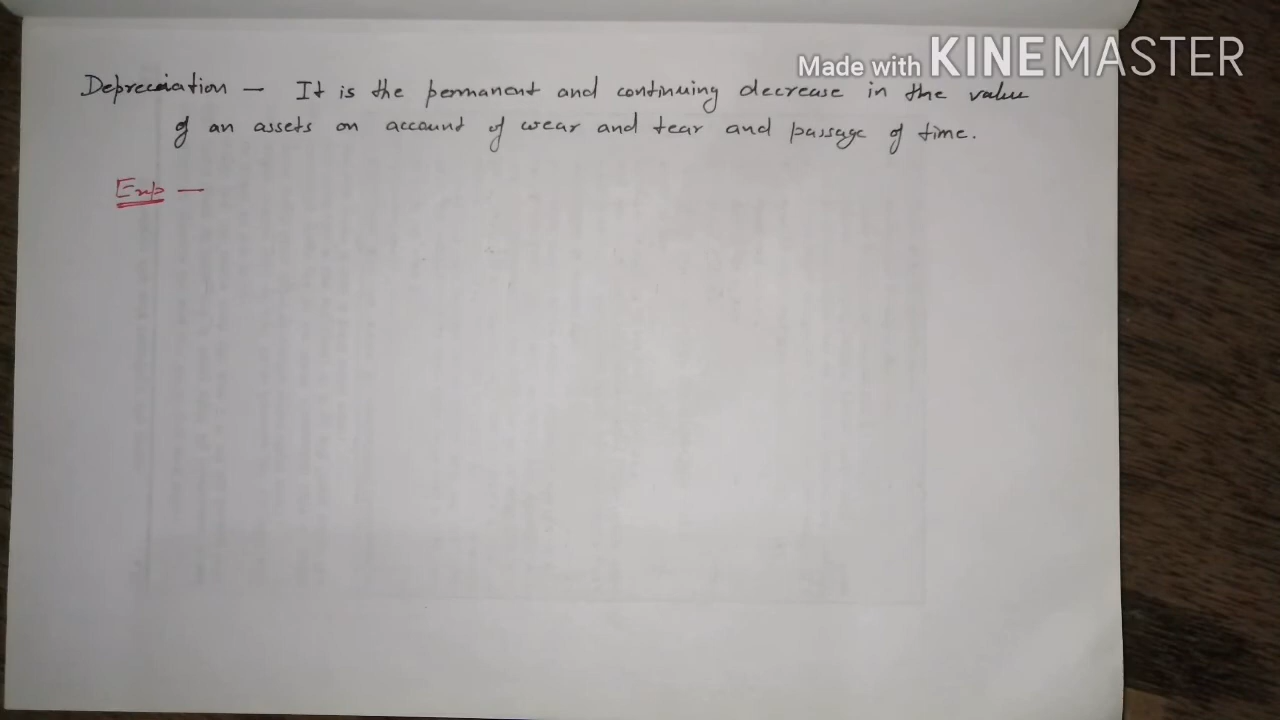 Made with KINEMASTER
Depreciation — It is the permanent and continuing decrease in the value
of an assets on account of wear and tear and passage of time.
Exp —